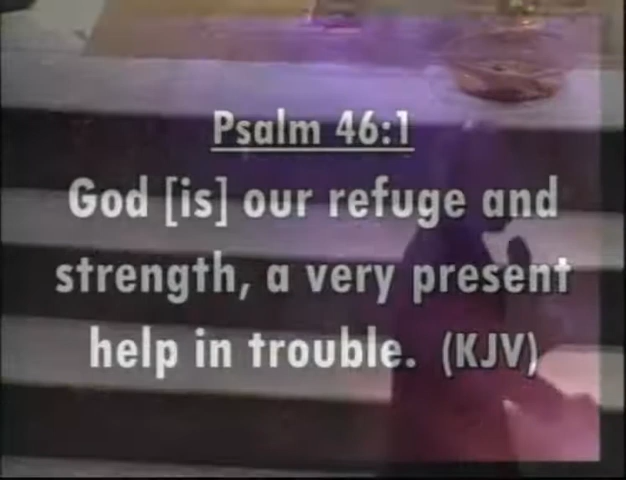 Psalm 46:1
God [is] our refuge and
strength, a very present
help in trouble. (KJV)